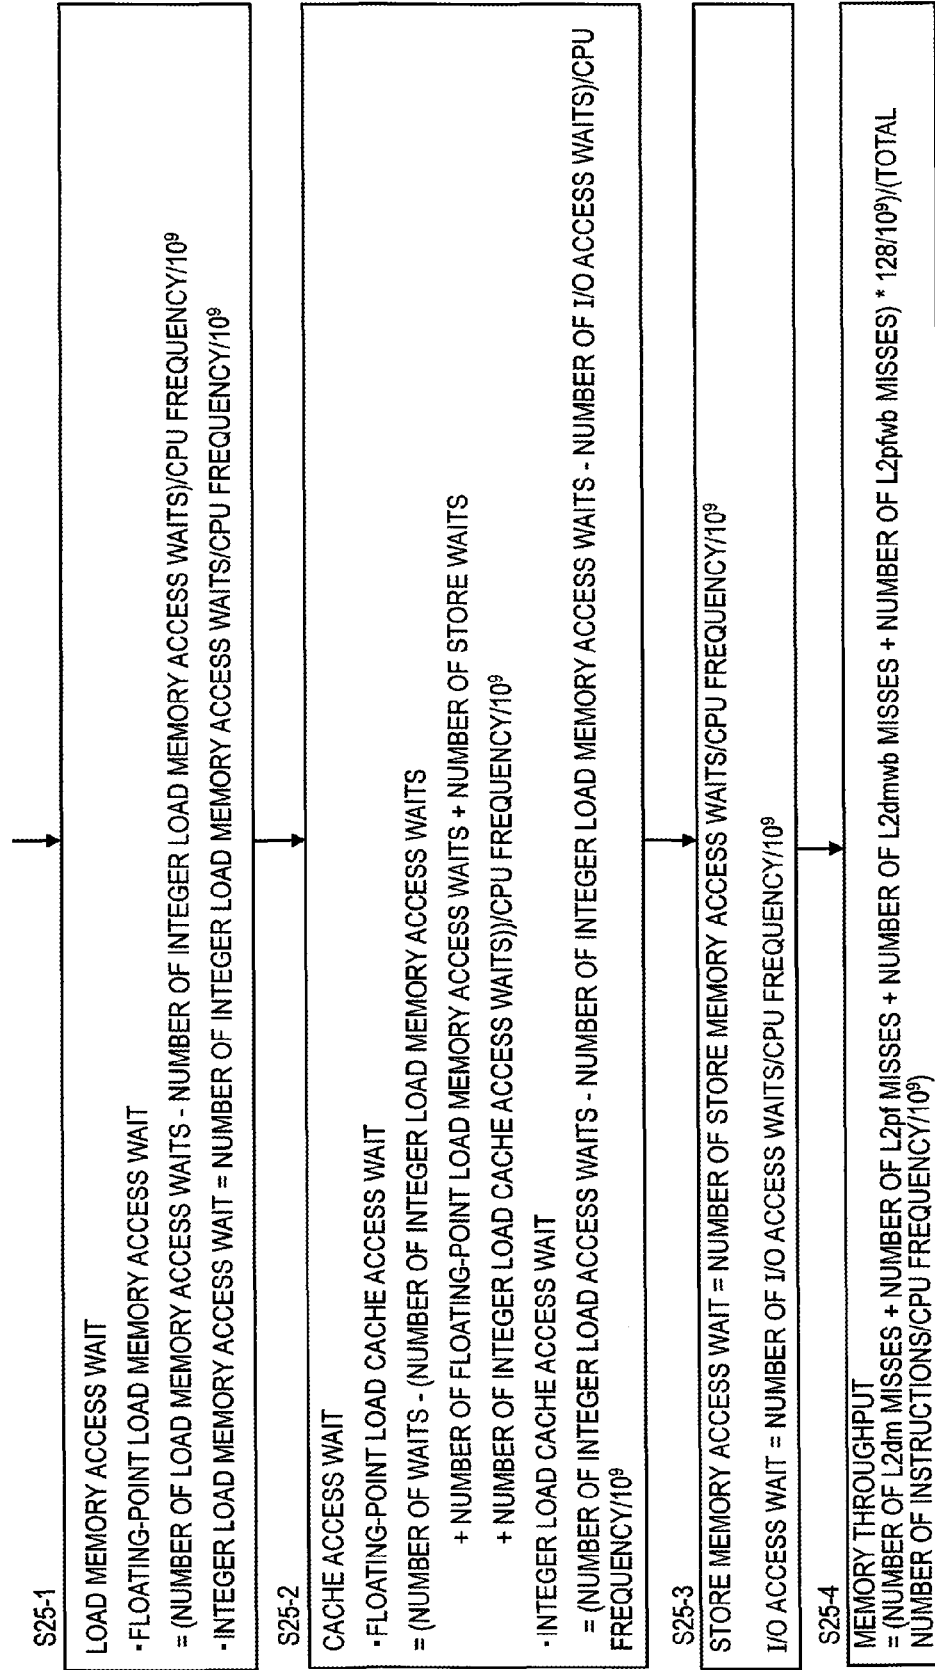 S25-1
LOAD MEMORY ACCESS WAIT
・FLOATING-POINT LOAD MEMORY ACCESS WAIT
= (NUMBER OF LOAD MEMORY ACCESS WAITS - NUMBER OF INTEGER LOAD MEMORY ACCESS WAITS)/CPU FREQUENCY/10⁹
・INTEGER LOAD MEMORY ACCESS WAIT = NUMBER OF INTEGER LOAD MEMORY ACCESS WAITS/CPU FREQUENCY/10⁹
S25-2
CACHE ACCESS WAIT
・FLOATING-POINT LOAD CACHE ACCESS WAIT
= (NUMBER OF WAITS - (NUMBER OF INTEGER LOAD MEMORY ACCESS WAITS
+ NUMBER OF FLOATING-POINT LOAD MEMORY ACCESS WAITS + NUMBER OF STORE WAITS
+ NUMBER OF INTEGER LOAD CACHE ACCESS WAITS))/CPU FREQUENCY/10⁹
・INTEGER LOAD CACHE ACCESS WAIT
= (NUMBER OF INTEGER LOAD ACCESS WAITS - NUMBER OF INTEGER LOAD MEMORY ACCESS WAITS - NUMBER OF I/O ACCESS WAITS)/CPU
FREQUENCY/10⁹
S25-3
STORE MEMORY ACCESS WAIT = NUMBER OF STORE MEMORY ACCESS WAITS/CPU FREQUENCY/10⁹
I/O ACCESS WAIT = NUMBER OF I/O ACCESS WAITS/CPU FREQUENCY/10⁹
S25-4
MEMORY THROUGHPUT
= (NUMBER OF L2dm MISSES + NUMBER OF L2pf MISSES + NUMBER OF L2dmwb MISSES + NUMBER OF L2pfwb MISSES) * 128/10⁹)/(TOTAL
NUMBER OF INSTRUCTIONS/CPU FREQUENCY/10⁹)